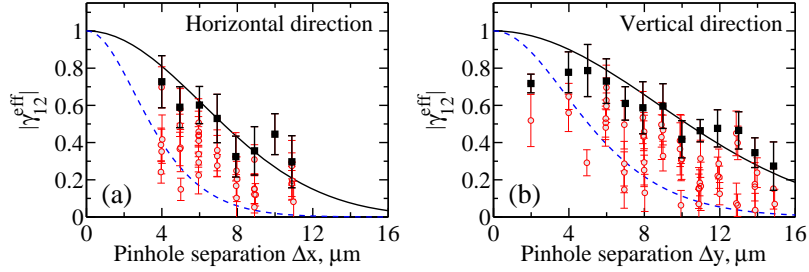 Horizontal direction
1
0.8
0.6
0.4
0.2
0
|γ₁₂ᵉᶠᶠ|
(a)
0 4 8 12 16
Pinhole separation Δx, μm
Vertical direction
1
0.8
0.6
0.4
0.2
0
|γ₁₂ᵉᶠᶠ|
(b)
0 4 8 12 16
Pinhole separation Δy, μm